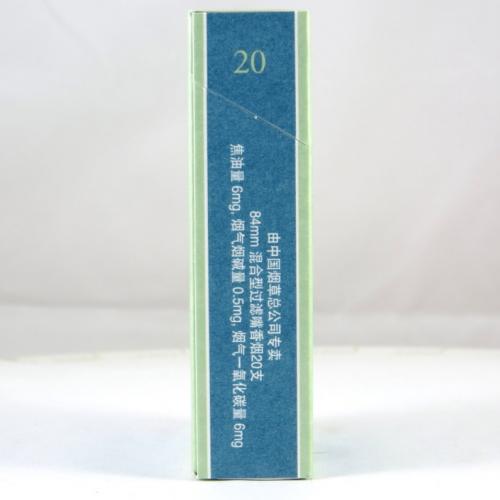 20
由中国烟草总公司专卖
84mm 混合型过滤嘴香烟20支
焦油量 6mg, 烟气烟碱量 0.5mg, 烟气一氧化碳量 6mg